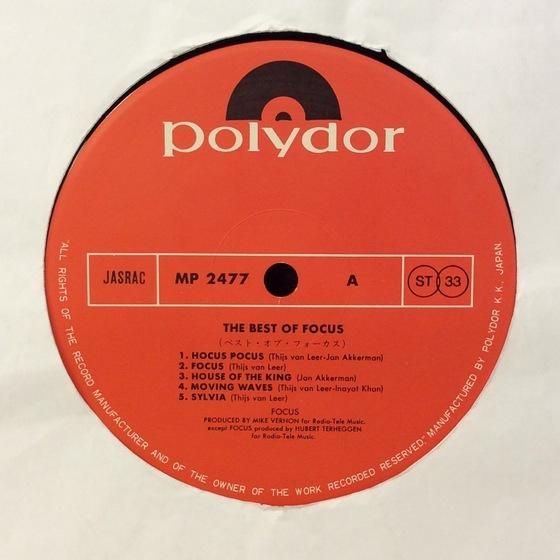 polydor
JASRAC
MP 2477
A
ST 33
THE BEST OF FOCUS
(ベスト・オブ・フォーカス)
1. HOCUS POCUS (Thijs van Leer-Jan Akkerman)
2. FOCUS (Thijs van Leer)
3. HOUSE OF THE KING (Jan Akkerman)
4. MOVING WAVES (Thijs van Leer-Inayat Khan)
5. SYLVIA (Thijs van Leer)
FOCUS
PRODUCED BY MIKE VERNON for Radio-Tele Music.
except FOCUS produced by HUBERT TERHEGGEN
for Radio-Tele Music.
"ALL RIGHTS OF THE RECORD MANUFACTURER AND OF THE OWNER OF THE WORK RECORDED RESERVED." MANUFACTURED BY POLYDOR K.K., JAPAN.